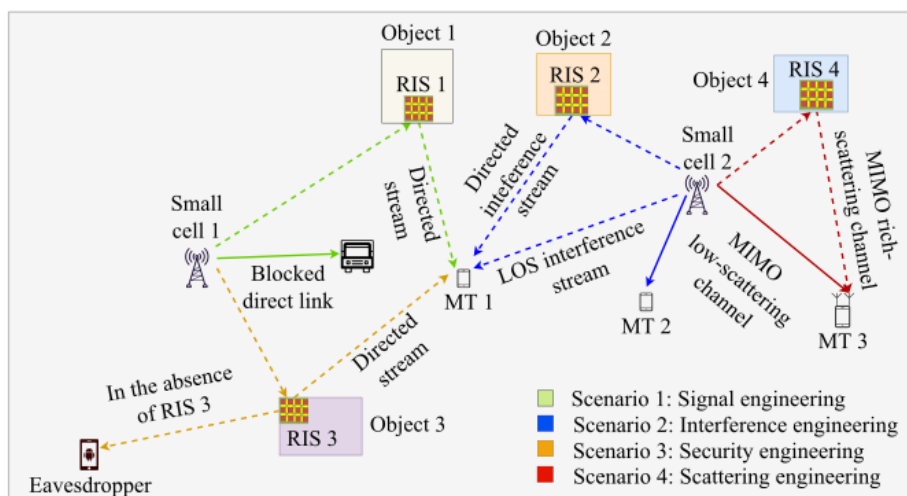 Object 1
RIS 1
Object 2
RIS 2
Object 4
RIS 4
Small
cell 2
Small
cell 1
Directed
stream
Directed
inteference
stream
MIMO rich-
scattering channel
Blocked
direct link
MT 1
LOS interference
stream
MIMO
low-scattering
channel
MT 2
MT 3
In the absence
of RIS 3
Directed
stream
RIS 3
Object 3
Eavesdropper
Scenario 1: Signal engineering
Scenario 2: Interference engineering
Scenario 3: Security engineering
Scenario 4: Scattering engineering